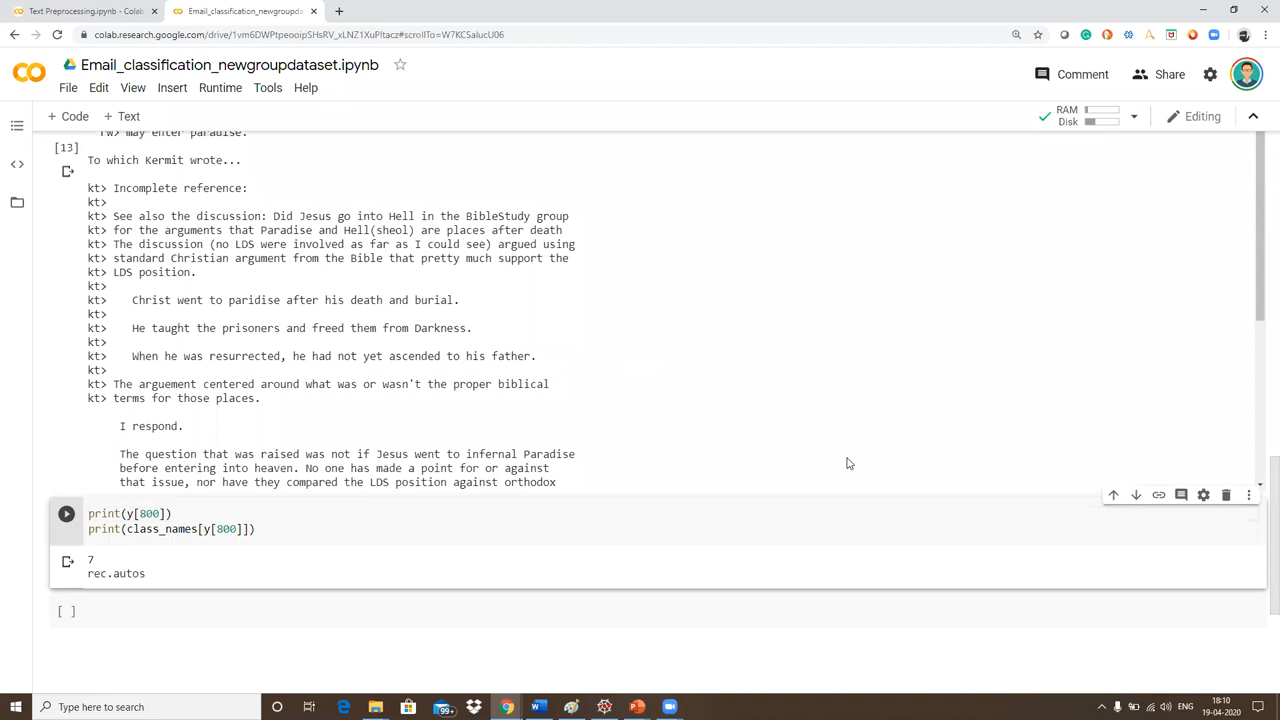 Text Preprocessing.ipynb - Colab
Email_classification_newgroupda
colab.research.google.com/drive/1vm6DWPtpeooipSHsRV_xLNZ1XuPltacz#scrollTo=W7KCSaIucU06
Email_classification_newgroupdataset.ipynb
Comment
Share
File Edit View Insert Runtime Tools Help
+ Code + Text
RAM
Disk
Editing
rw> may enter paradise.
[13]
To which Kermit wrote...
kt> Incomplete reference:
kt>
kt> See also the discussion: Did Jesus go into Hell in the BibleStudy group
kt> for the arguments that Paradise and Hell(sheol) are places after death
kt> The discussion (no LDS were involved as far as I could see) argued using
kt> standard Christian argument from the Bible that pretty much support the
kt> LDS position.
kt>
kt> Christ went to paridise after his death and burial.
kt>
kt> He taught the prisoners and freed them from Darkness.
kt>
kt> When he was resurrected, he had not yet ascended to his father.
kt>
kt> The arguement centered around what was or wasn't the proper biblical
kt> terms for those places.
I respond.
The question that was raised was not if Jesus went to infernal Paradise
before entering into heaven. No one has made a point for or against
that issue, nor have they compared the LDS position against orthodox
print(y[800])
print(class_names[y[800]])
7
rec.autos
[ ]
Type here to search
99+
ENG
18:10
19-04-2020